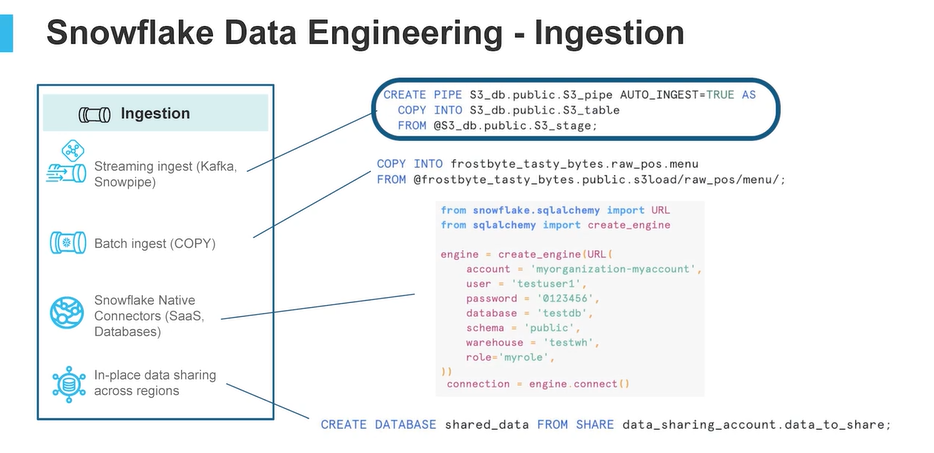 Snowflake Data Engineering - Ingestion
Ingestion
Streaming ingest (Kafka,
Snowpipe)
Batch ingest (COPY)
Snowflake Native
Connectors (SaaS,
Databases)
In-place data sharing
across regions
CREATE PIPE S3_db.public.S3_pipe AUTO_INGEST=TRUE AS
COPY INTO S3_db.public.S3_table
FROM @S3_db.public.S3_stage;
COPY INTO frostbyte_tasty_bytes.raw_pos.menu
FROM @frostbyte_tasty_bytes.public.s3load/raw_pos/menu/;
from snowflake.sqlalchemy import URL
from sqlalchemy import create_engine
engine = create_engine(URL(
account = 'myorganization-myaccount',
user = 'testuser1',
password = '0123456',
database = 'testdb',
schema = 'public',
warehouse = 'testwh',
role='myrole',
))
connection = engine.connect()
CREATE DATABASE shared_data FROM SHARE data_sharing_account.data_to_share;